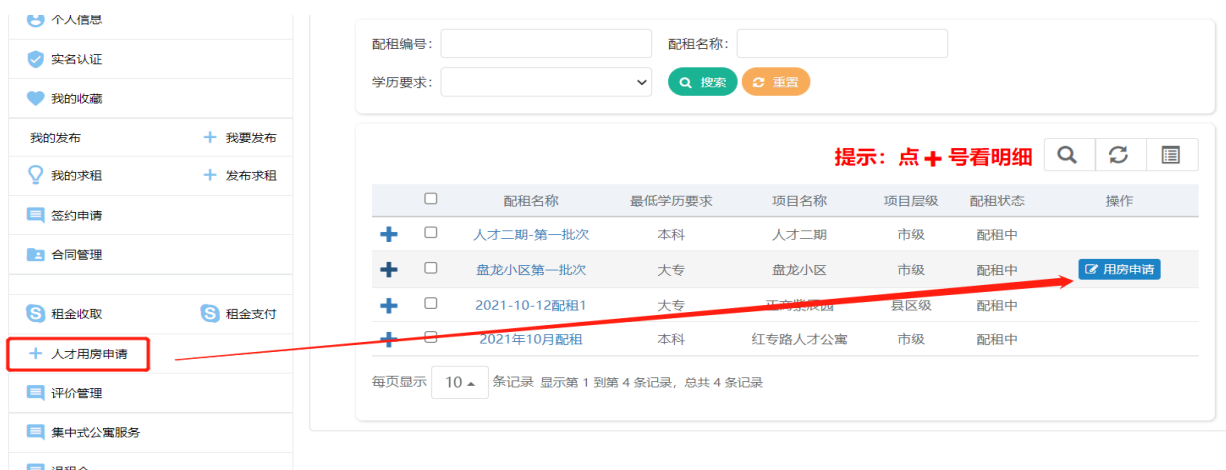 个人信息
实名认证
我的收藏
我的发布 我要发布
我的求租 发布求租
签约申请
合同管理
租金收取 租金支付
人才用房申请
评价管理
集中式公寓服务
配租编号: 配租名称:
学历要求: 搜索 重置
提示：点+号看明细
配租名称 最低学历要求 项目名称 项目层级 配租状态 操作
人才二期-第一批次 本科 人才二期 市级 配租中
盘龙小区第一批次 大专 盘龙小区 市级 配租中 用房申请
2021-10-12配租1 大专 正商紫辰园 县区级 配租中
2021年10月配租 本科 红专路人才公寓 市级 配租中
每页显示 10 条记录 显示第 1 到第 4 条记录，总共 4 条记录